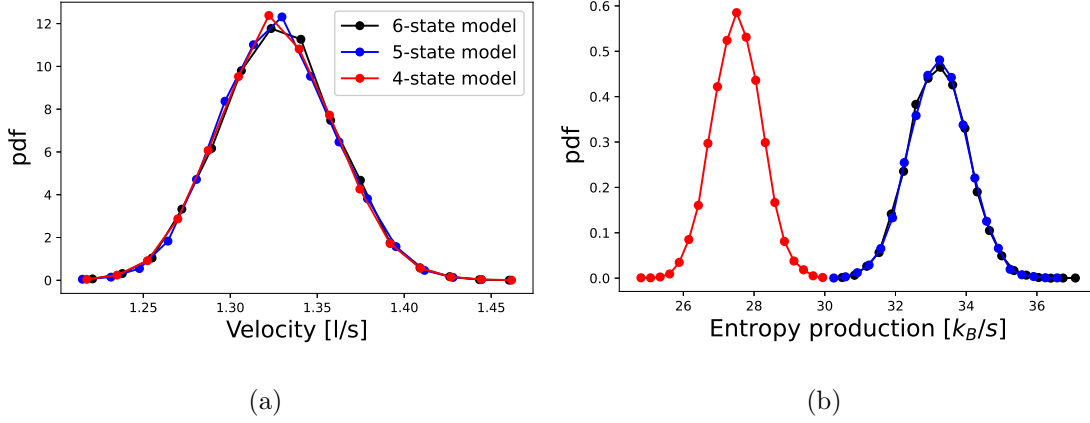 12
10
8
6
4
2
0
pdf
1.25
1.30
1.35
1.40
1.45
Velocity [l/s]
6-state model
5-state model
4-state model
(a)
0.6
0.5
0.4
0.3
0.2
0.1
0.0
pdf
26
28
30
32
34
36
Entropy production [k_B/s]
(b)